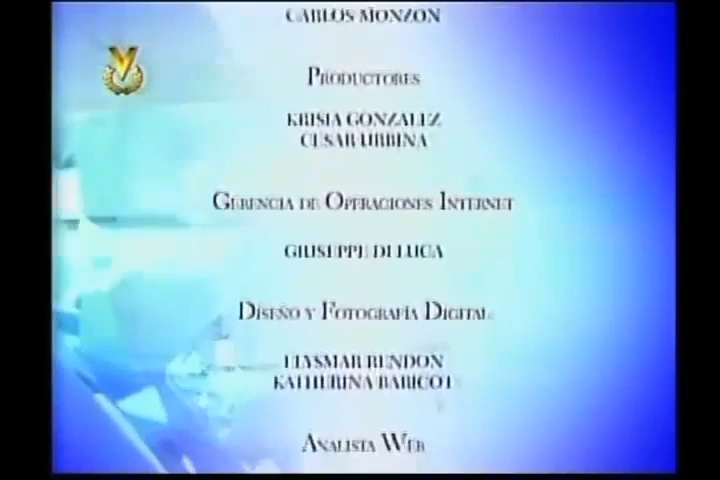 CARLOS MONZON
PRODUCTORES
KRISIA GONZALEZ
CESAR URBINA
GERENCIA DE OPERACIONES INTERNET
GIUSEPPE DI LUCA
DISEÑO Y FOTOGRAFÍA DIGITAL
RENDON
KATHERINA BARICOT
ANALISTA WEB